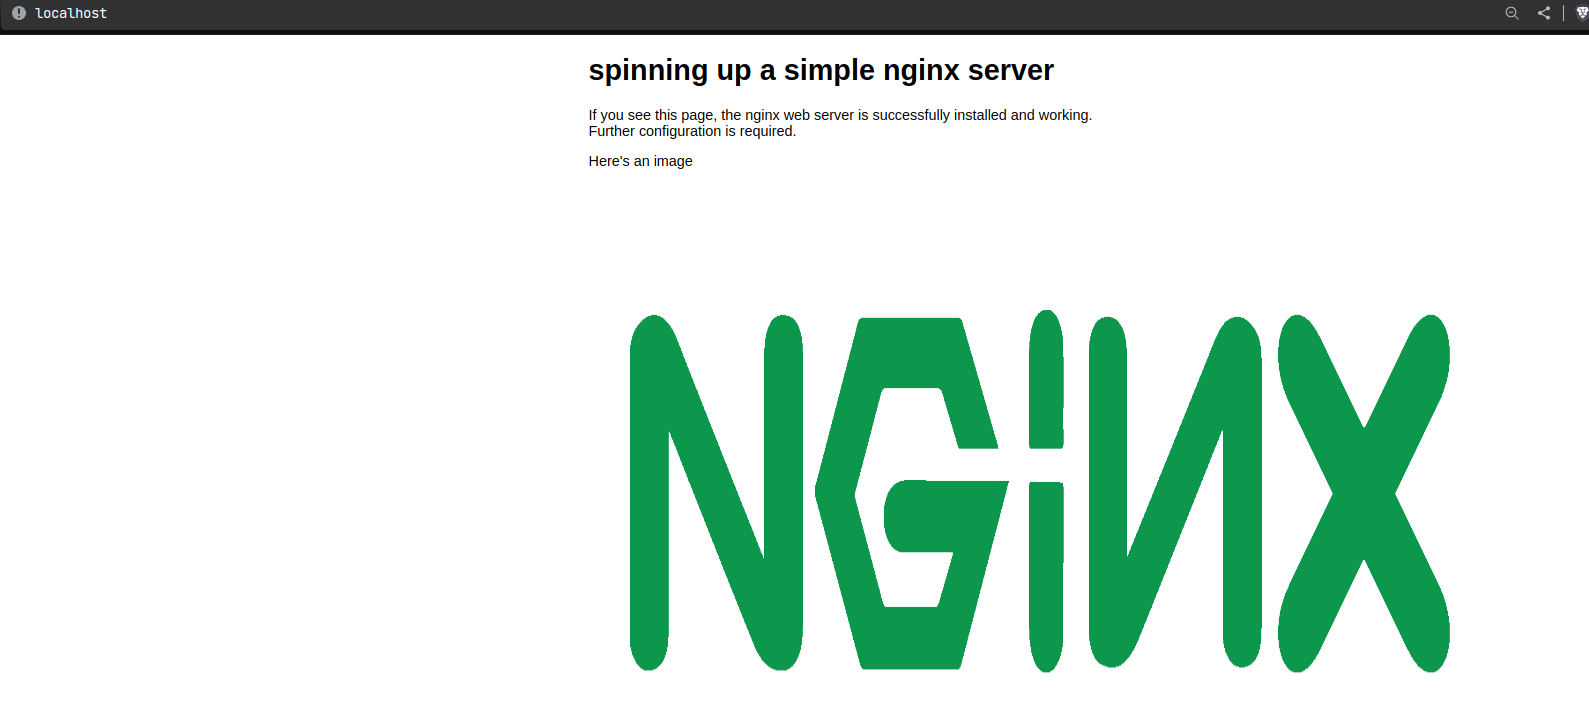 localhost
spinning up a simple nginx server
If you see this page, the nginx web server is successfully installed and working.
Further configuration is required.
Here's an image
NGiNX